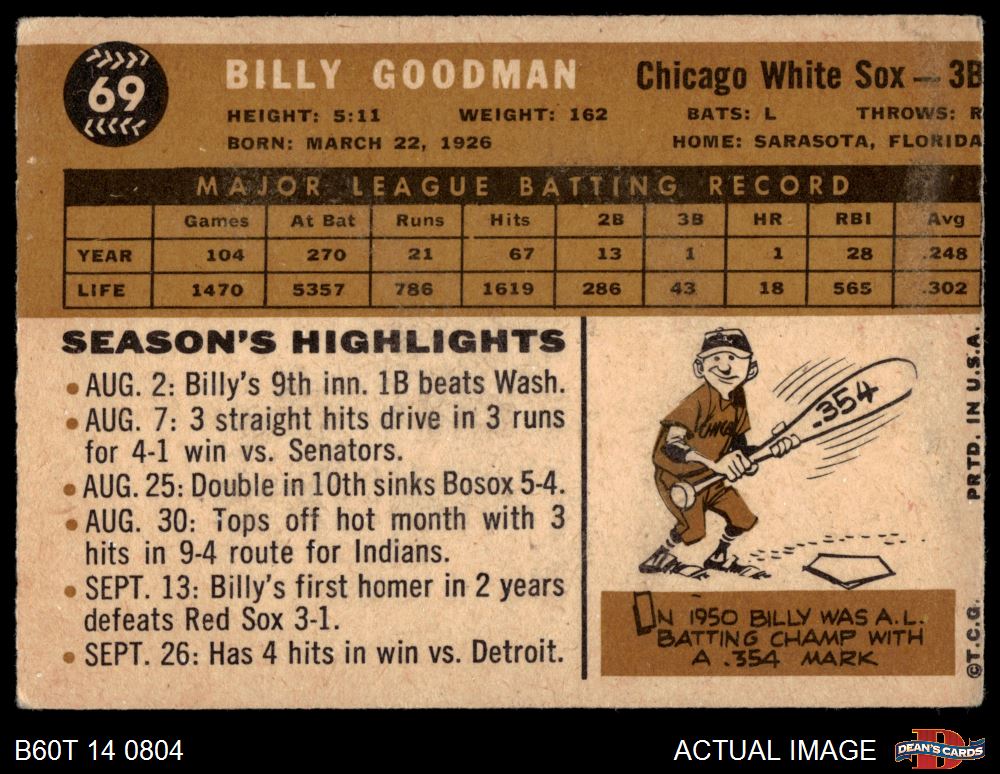 69
BILLY GOODMAN Chicago White Sox — 3B
HEIGHT: 5:11 WEIGHT: 162 BATS: L THROWS: R
BORN: MARCH 22, 1926 HOME: SARASOTA, FLORIDA
MAJOR LEAGUE BATTING RECORD
Games At Bat Runs Hits 2B 3B HR RBI Avg
YEAR 104 270 21 67 13 1 1 28 .248
LIFE 1470 5357 786 1619 286 43 18 565 .302
SEASON'S HIGHLIGHTS
• AUG. 2: Billy's 9th inn. 1B beats Wash.
• AUG. 7: 3 straight hits drive in 3 runs
for 4-1 win vs. Senators.
• AUG. 25: Double in 10th sinks Bosox 5-4.
• AUG. 30: Tops off hot month with 3
hits in 9-4 route for Indians.
• SEPT. 13: Billy's first homer in 2 years
defeats Red Sox 3-1.
• SEPT. 26: Has 4 hits in win vs. Detroit.
.354
IN 1950 BILLY WAS A.L.
BATTING CHAMP WITH
A .354 MARK
©T.C.G. PRTD. IN U.S.A.
B60T 14 0804 ACTUAL IMAGE
DEAN'S CARDS